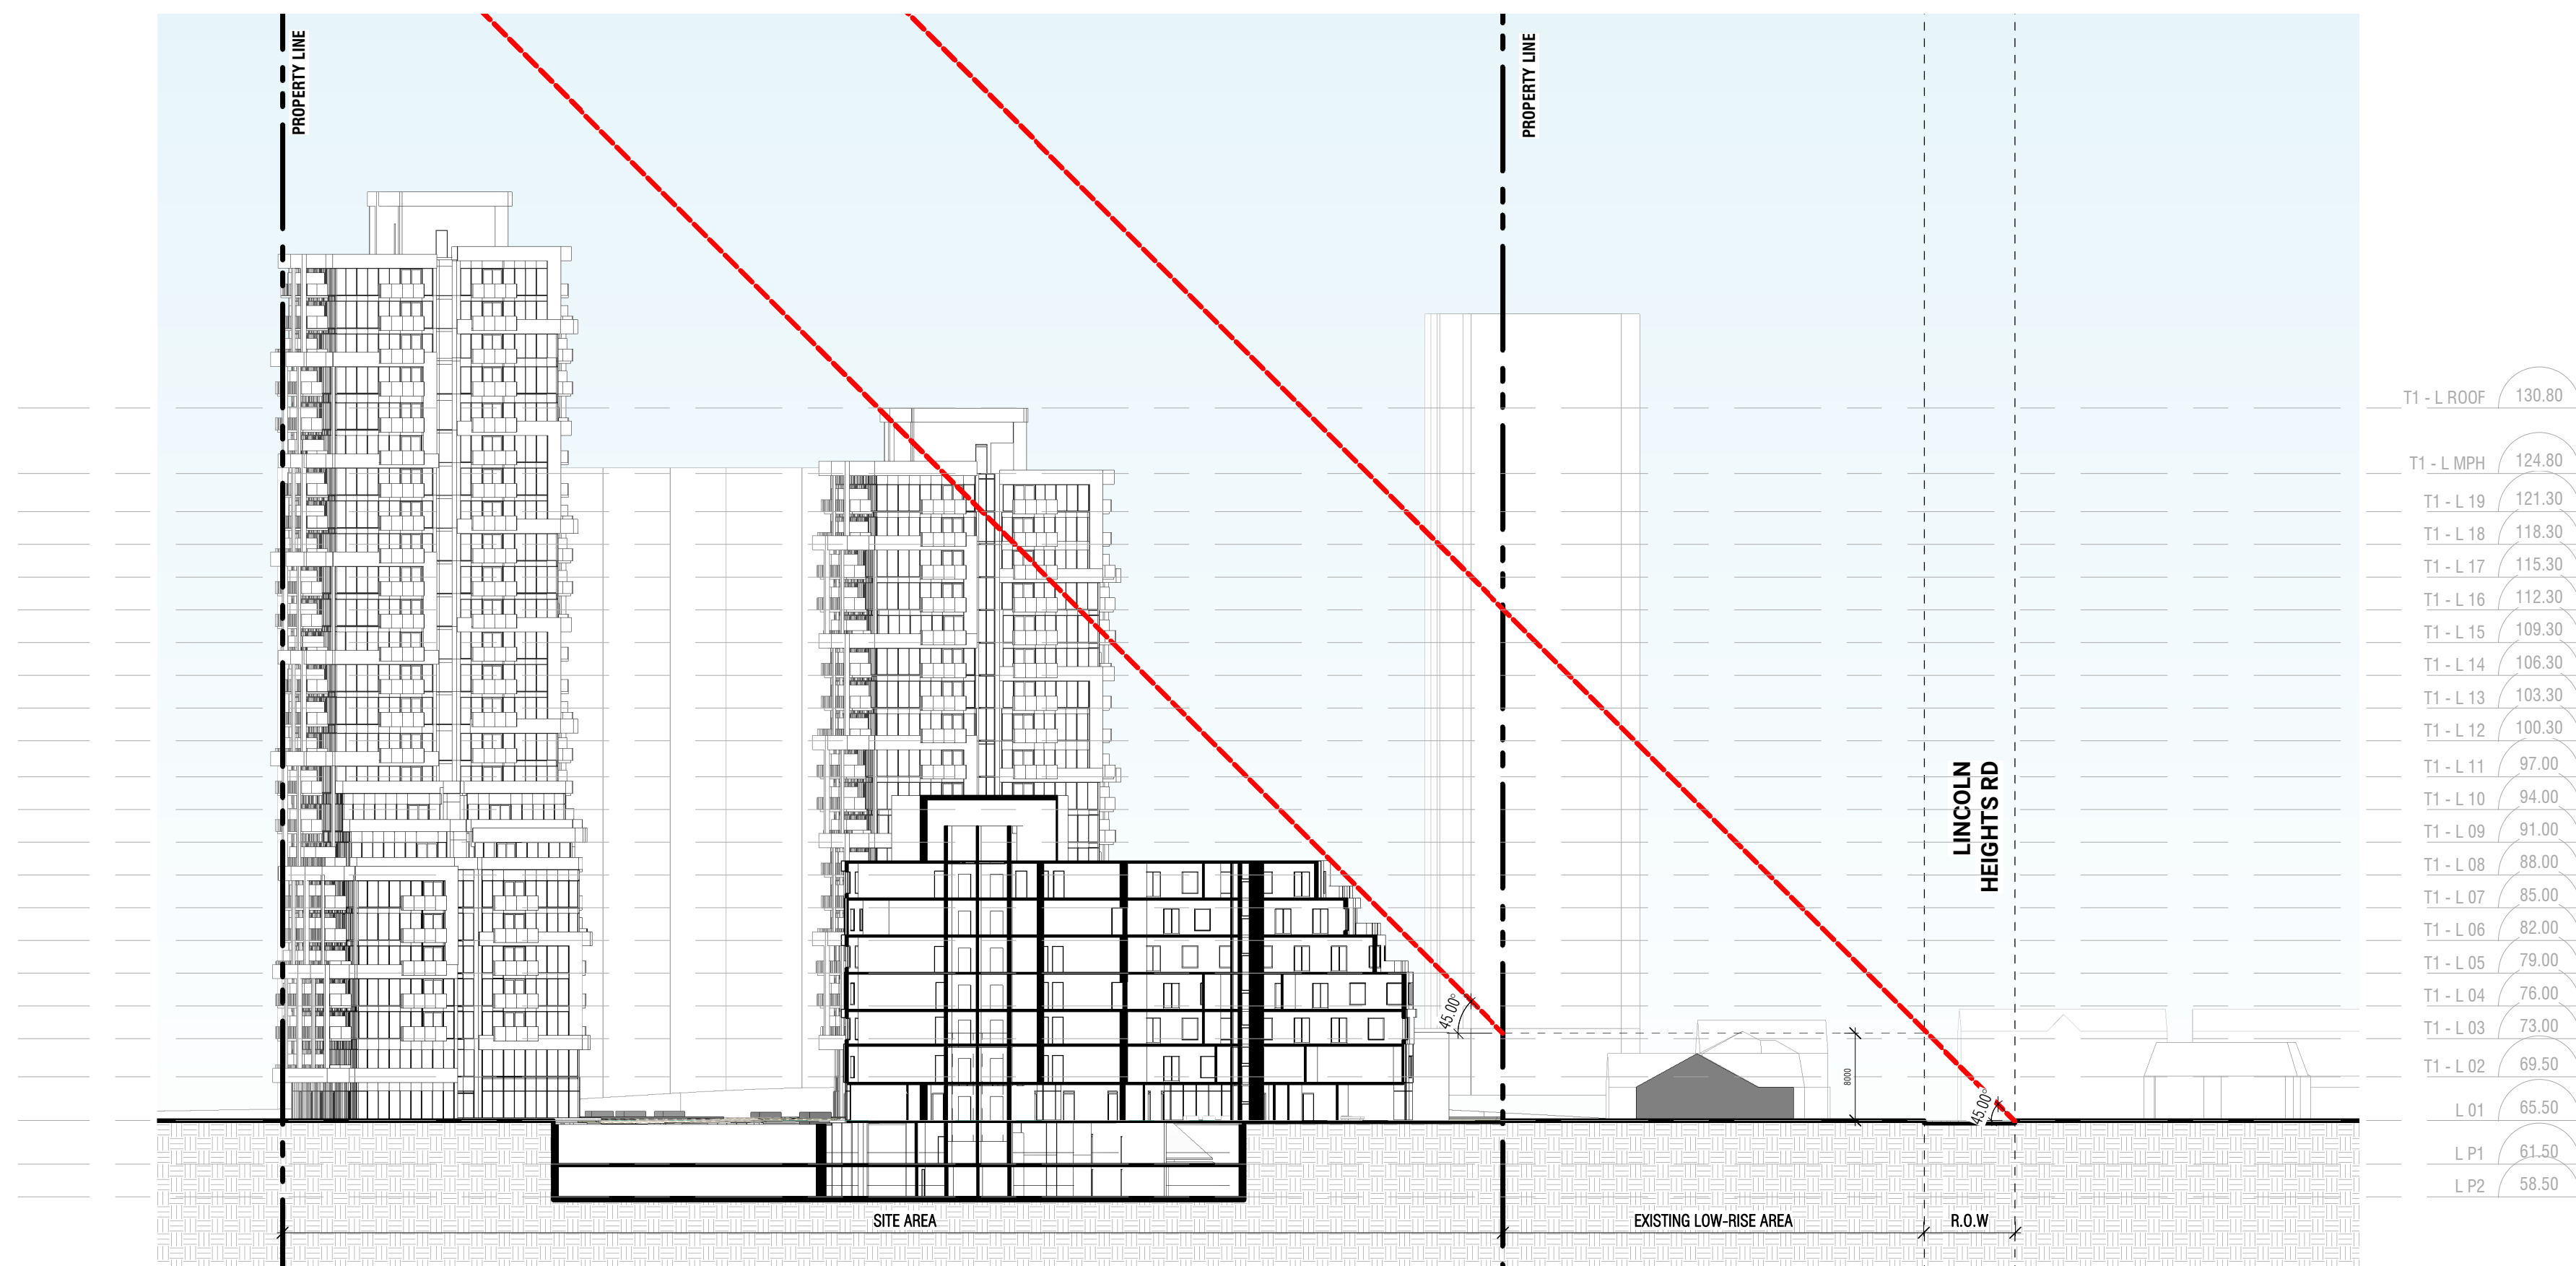 PROPERTY LINE
PROPERTY LINE
T1 - L ROOF 130.80
T1 - L MPH 124.80
T1 - L 19 121.30
T1 - L 18 118.30
T1 - L 17 115.30
T1 - L 16 112.30
T1 - L 15 109.30
T1 - L 14 106.30
T1 - L 13 103.30
T1 - L 12 100.30
T1 - L 11 97.00
T1 - L 10 94.00
T1 - L 09 91.00
T1 - L 08 88.00
T1 - L 07 85.00
T1 - L 06 82.00
T1 - L 05 79.00
T1 - L 04 76.00
T1 - L 03 73.00
T1 - L 02 69.50
L 01 65.50
L P1 61.50
L P2 58.50
LINCOLN
HEIGHTS RD
45.00°
8000
45.00°
SITE AREA
EXISTING LOW-RISE AREA
R.O.W